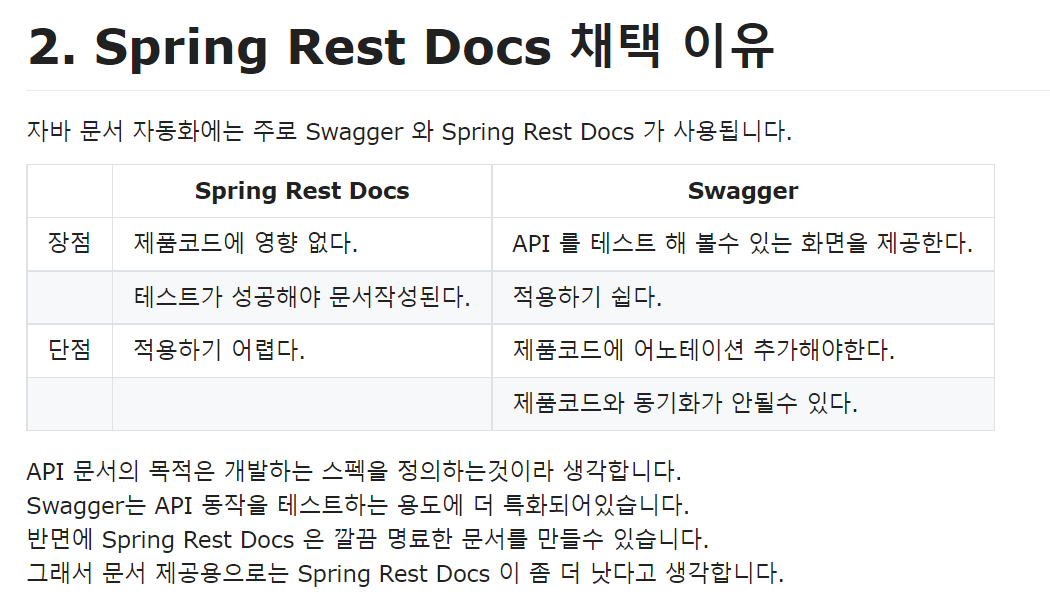 2. Spring Rest Docs 채택 이유
자바 문서 자동화에는 주로 Swagger 와 Spring Rest Docs 가 사용됩니다.
Spring Rest Docs Swagger
장점 제품코드에 영향 없다. API 를 테스트 해 볼수 있는 화면을 제공한다.
테스트가 성공해야 문서작성된다. 적용하기 쉽다.
단점 적용하기 어렵다. 제품코드에 어노테이션 추가해야한다.
제품코드와 동기화가 안될수 있다.
API 문서의 목적은 개발하는 스펙을 정의하는것이라 생각합니다.
Swagger는 API 동작을 테스트하는 용도에 더 특화되어있습니다.
반면에 Spring Rest Docs 은 깔끔 명료한 문서를 만들수 있습니다.
그래서 문서 제공용으로는 Spring Rest Docs 이 좀 더 낫다고 생각합니다.